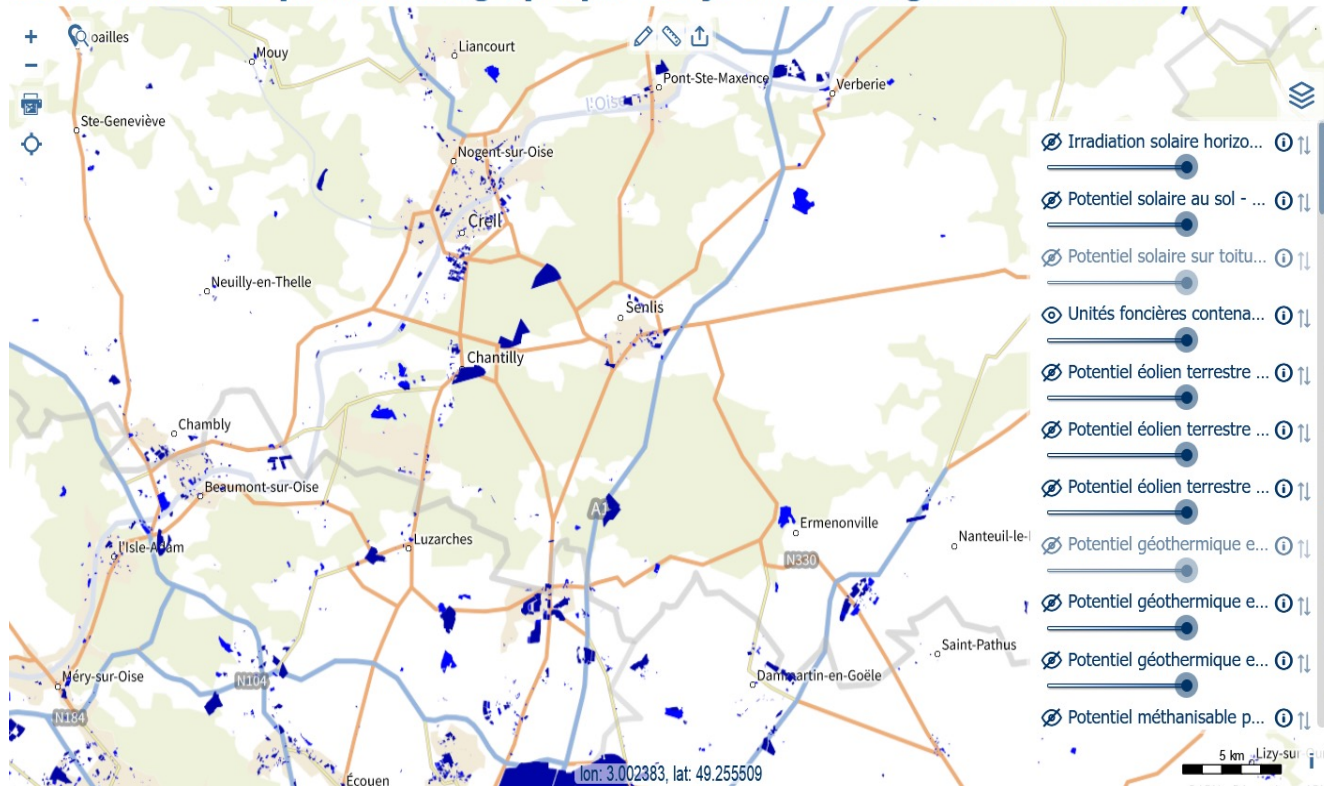 oailles
Mouy
Liancourt
Pont-Ste-Maxence
Verberie
l'Oise
Ste-Geneviève
Nogent-sur-Oise
Creil
Neuilly-en-Thelle
Senlis
Chantilly
Chambly
Beaumont-sur-Oise
A1
Ermenonville
Nanteuil-le-
l'Isle-Adam
Luzarches
N330
Saint-Pathus
Méry-sur-Oise
N104
Dammartin-en-Goële
N184
Écouen
lon: 3.002383, lat: 49.255509
Irradiation solaire horizo...
Potentiel solaire au sol - ...
Potentiel solaire sur toitu...
Unités foncières contena...
Potentiel éolien terrestre ...
Potentiel éolien terrestre ...
Potentiel éolien terrestre ...
Potentiel géothermique e...
Potentiel géothermique e...
Potentiel géothermique e...
Potentiel méthanisable p...
5 km
Lizy-sur